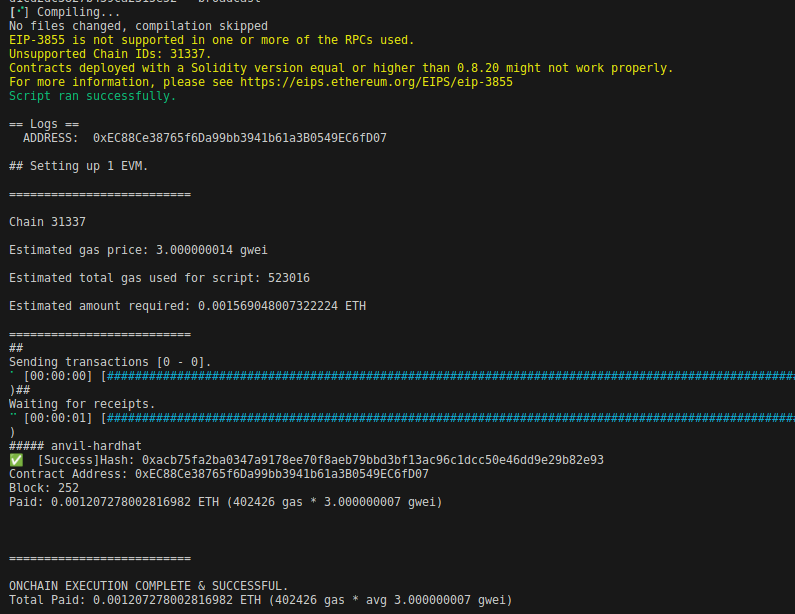 [⠊] Compiling...
No files changed, compilation skipped
EIP-3855 is not supported in one or more of the RPCs used.
Unsupported Chain IDs: 31337.
Contracts deployed with a Solidity version equal or higher than 0.8.20 might not work properly.
For more information, please see https://eips.ethereum.org/EIPS/eip-3855
Script ran successfully.
== Logs ==
ADDRESS: 0xEC88Ce38765f6Da99bb3941b61a3B0549EC6fD07
## Setting up 1 EVM.
==========================
Chain 31337
Estimated gas price: 3.000000014 gwei
Estimated total gas used for script: 523016
Estimated amount required: 0.001569048007322224 ETH
==========================
##
Sending transactions [0 - 0].
⠁ [00:00:00] [###################################################################################################
)##
Waiting for receipts.
⠉ [00:00:01] [###################################################################################################
)
##### anvil-hardhat
✅ [Success]Hash: 0xacb75fa2ba0347a9178ee70f8aeb79bbd3bf13ac96c1dcc50e46dd9e29b82e93
Contract Address: 0xEC88Ce38765f6Da99bb3941b61a3B0549EC6fD07
Block: 252
Paid: 0.001207278002816982 ETH (402426 gas * 3.000000007 gwei)
==========================
ONCHAIN EXECUTION COMPLETE & SUCCESSFUL.
Total Paid: 0.001207278002816982 ETH (402426 gas * avg 3.000000007 gwei)